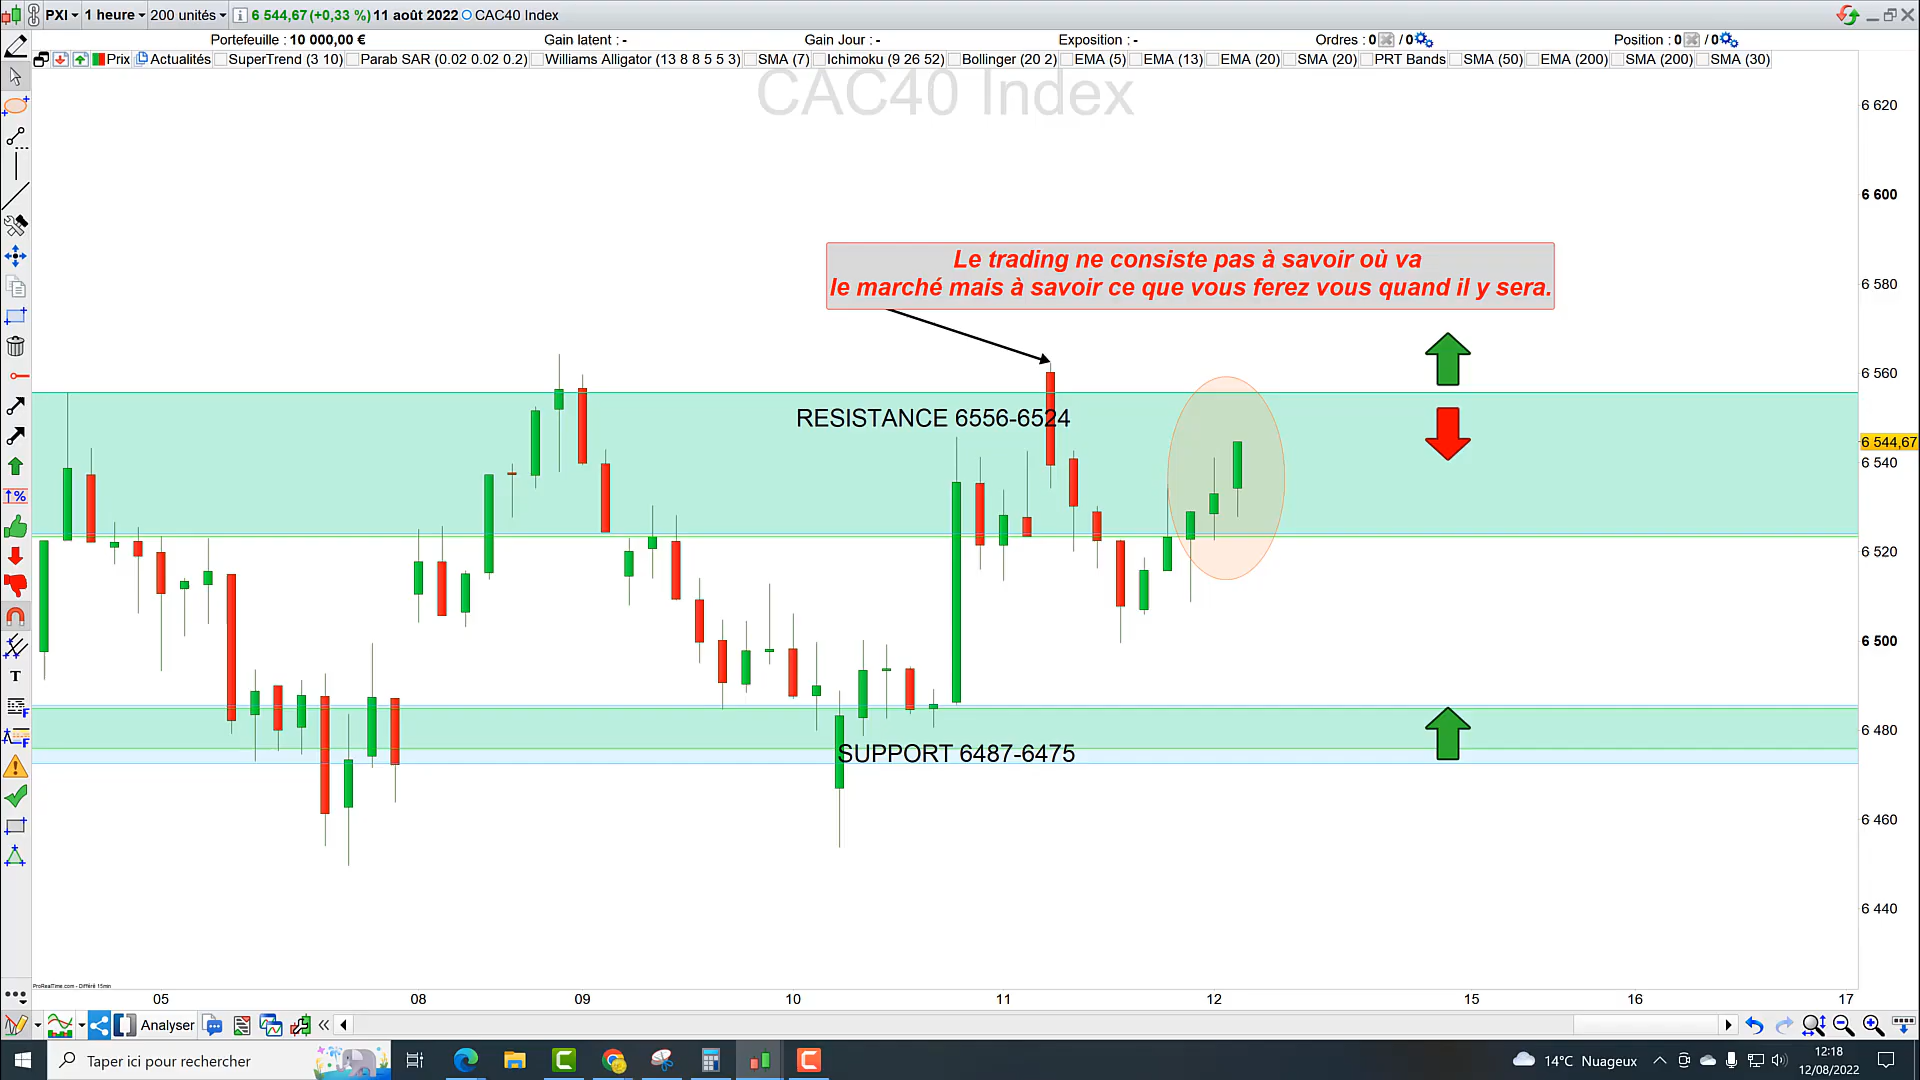 PXI
1 heure
200 unités
6 544,67 (+0,33 %) 11 août 2022 CAC40 Index
Portefeuille : 10 000,00 €
Gain latent : -
Gain Jour : -
Exposition : -
Ordres : 0 / 0
Position : 0 / 0
Prix
Actualités
SuperTrend (3 10)
Parab SAR (0.02 0.02 0.2)
Williams Alligator (13 8 8 5 5 3)
SMA (7)
Ichimoku (9 26 52)
Bollinger (20 2)
EMA (5)
EMA (13)
EMA (20)
SMA (20)
PRT Bands
SMA (50)
EMA (200)
SMA (200)
SMA (30)
CAC40 Index
6 620
6 600
Le trading ne consiste pas à savoir où va
le marché mais à savoir ce que vous ferez vous quand il y sera.
6 580
6 560
RESISTANCE 6556-6524
6 544,67
6 540
6 520
6 500
6 480
SUPPORT 6487-6475
6 460
6 440
ProRealTime.com - Différé 15min
05
08
09
10
11
12
15
16
17
Analyser
Taper ici pour rechercher
14°C Nuageux
12:18
12/08/2022